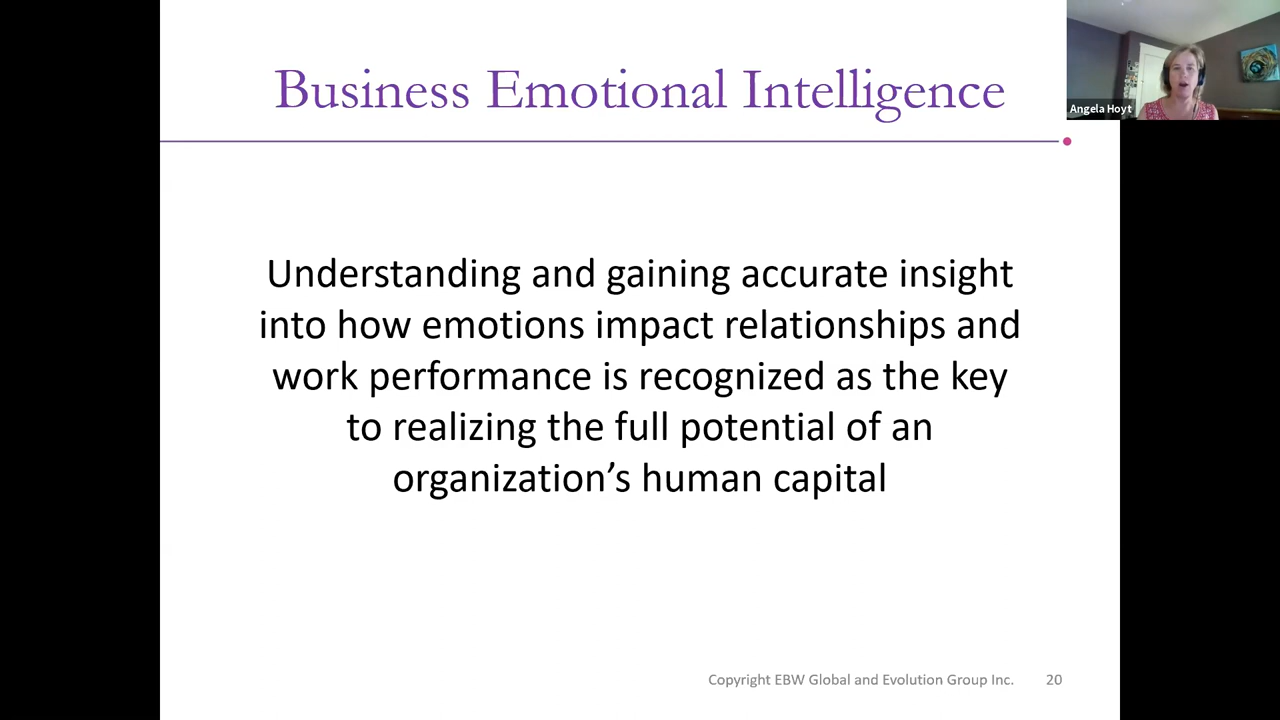 Business Emotional Intelligence
Angela Hoyt
Understanding and gaining accurate insight
into how emotions impact relationships and
work performance is recognized as the key
to realizing the full potential of an
organization’s human capital
Copyright EBW Global and Evolution Group Inc. 20